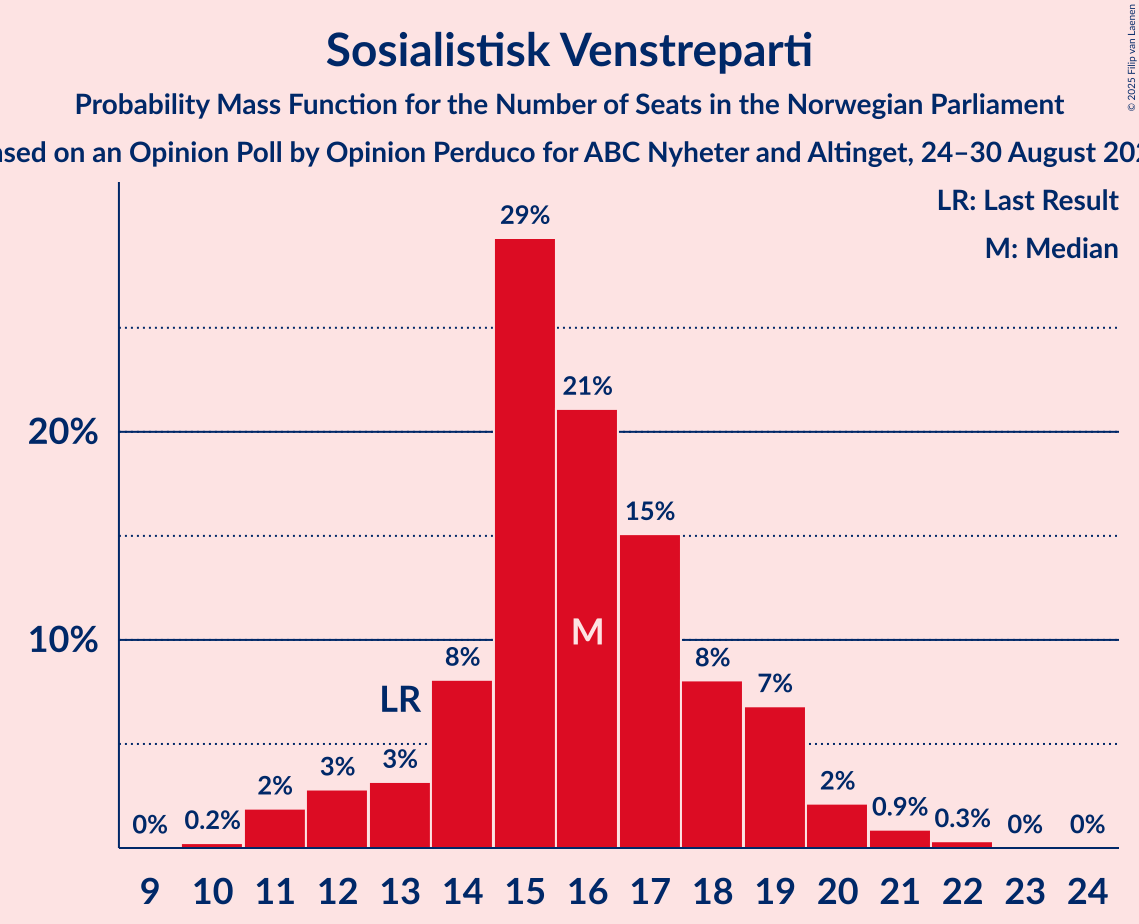 Sosialistisk Venstreparti
Probability Mass Function for the Number of Seats in the Norwegian Parliament
on an Opinion Poll by Opinion Perduco for ABC Nyheter and Altinget, 24–30 August
© 2025 Filip van Laenen
LR: Last Result
M: Median
29%
21%
20%
15%
M
10%
8%
8%
7%
LR
3%
3%
2%
2%
0.9%
0.3%
0.2%
0%
0%
0%
9 10 11 12 13 14 15 16 17 18 19 20 21 22 23 24